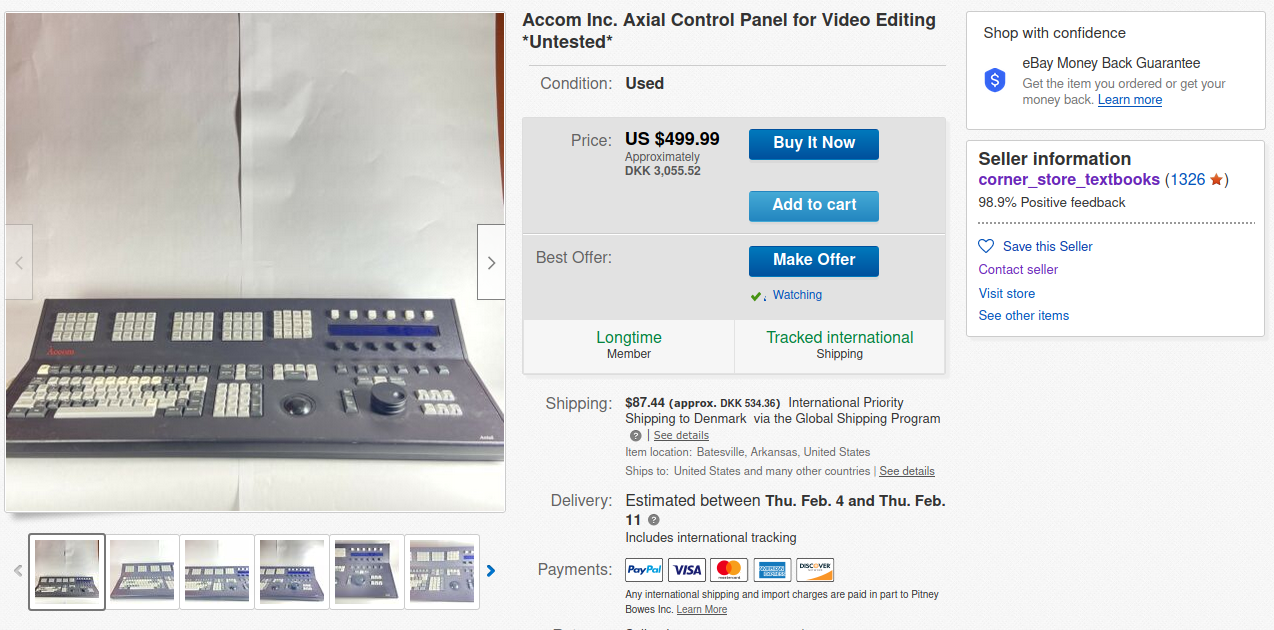 Accom Inc. Axial Control Panel for Video Editing
*Untested*
Condition: Used
Price: US $499.99
Approximately
DKK 3,055.52
Buy It Now
Add to cart
Best Offer:
Make Offer
Watching
Longtime
Member
Tracked international
Shipping
Shipping: $87.44 (approx. DKK 534.36) International Priority
Shipping to Denmark via the Global Shipping Program
| See details
Item location: Batesville, Arkansas, United States
Ships to: United States and many other countries | See details
Delivery: Estimated between Thu. Feb. 4 and Thu. Feb.
11
Includes international tracking
Payments: PayPal VISA mastercard AMERICAN EXPRESS DISCOVER
Any international shipping and import charges are paid in part to Pitney
Bowes Inc. Learn More
Shop with confidence
eBay Money Back Guarantee
Get the item you ordered or get your
money back. Learn more
Seller information
corner_store_textbooks (1326)
98.9% Positive feedback
Save this Seller
Contact seller
Visit store
See other items
Accom
Axial